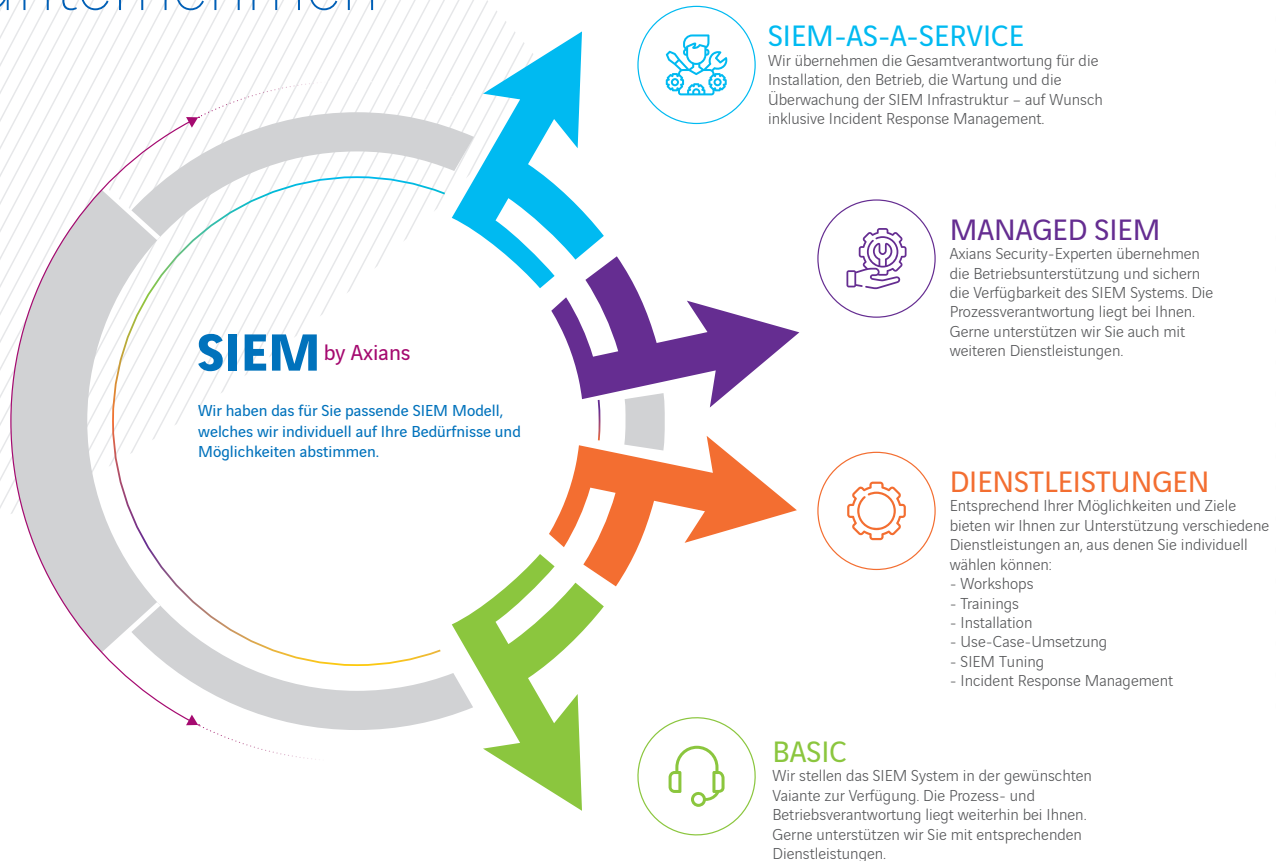 SIEM-AS-A-SERVICE
Wir übernehmen die Gesamtverantwortung für die
Installation, den Betrieb, die Wartung und die
Überwachung der SIEM Infrastruktur – auf Wunsch
inklusive Incident Response Management.
MANAGED SIEM
Axians Security-Experten übernehmen
die Betriebsunterstützung und sichern
die Verfügbarkeit des SIEM Systems. Die
Prozessverantwortung liegt bei Ihnen.
Gerne unterstützen wir Sie auch mit
weiteren Dienstleistungen.
SIEM by Axians
Wir haben das für Sie passende SIEM Modell,
welches wir individuell auf Ihre Bedürfnisse und
Möglichkeiten abstimmen.
DIENSTLEISTUNGEN
Entsprechend Ihrer Möglichkeiten und Ziele
bieten wir Ihnen zur Unterstützung verschiedene
Dienstleistungen an, aus denen Sie individuell
wählen können:
- Workshops
- Trainings
- Installation
- Use-Case-Umsetzung
- SIEM Tuning
- Incident Response Management
BASIC
Wir stellen das SIEM System in der gewünschten
Vaiante zur Verfügung. Die Prozess- und
Betriebsverantwortung liegt weiterhin bei Ihnen.
Gerne unterstützen wir Sie mit entsprechenden
Dienstleistungen.